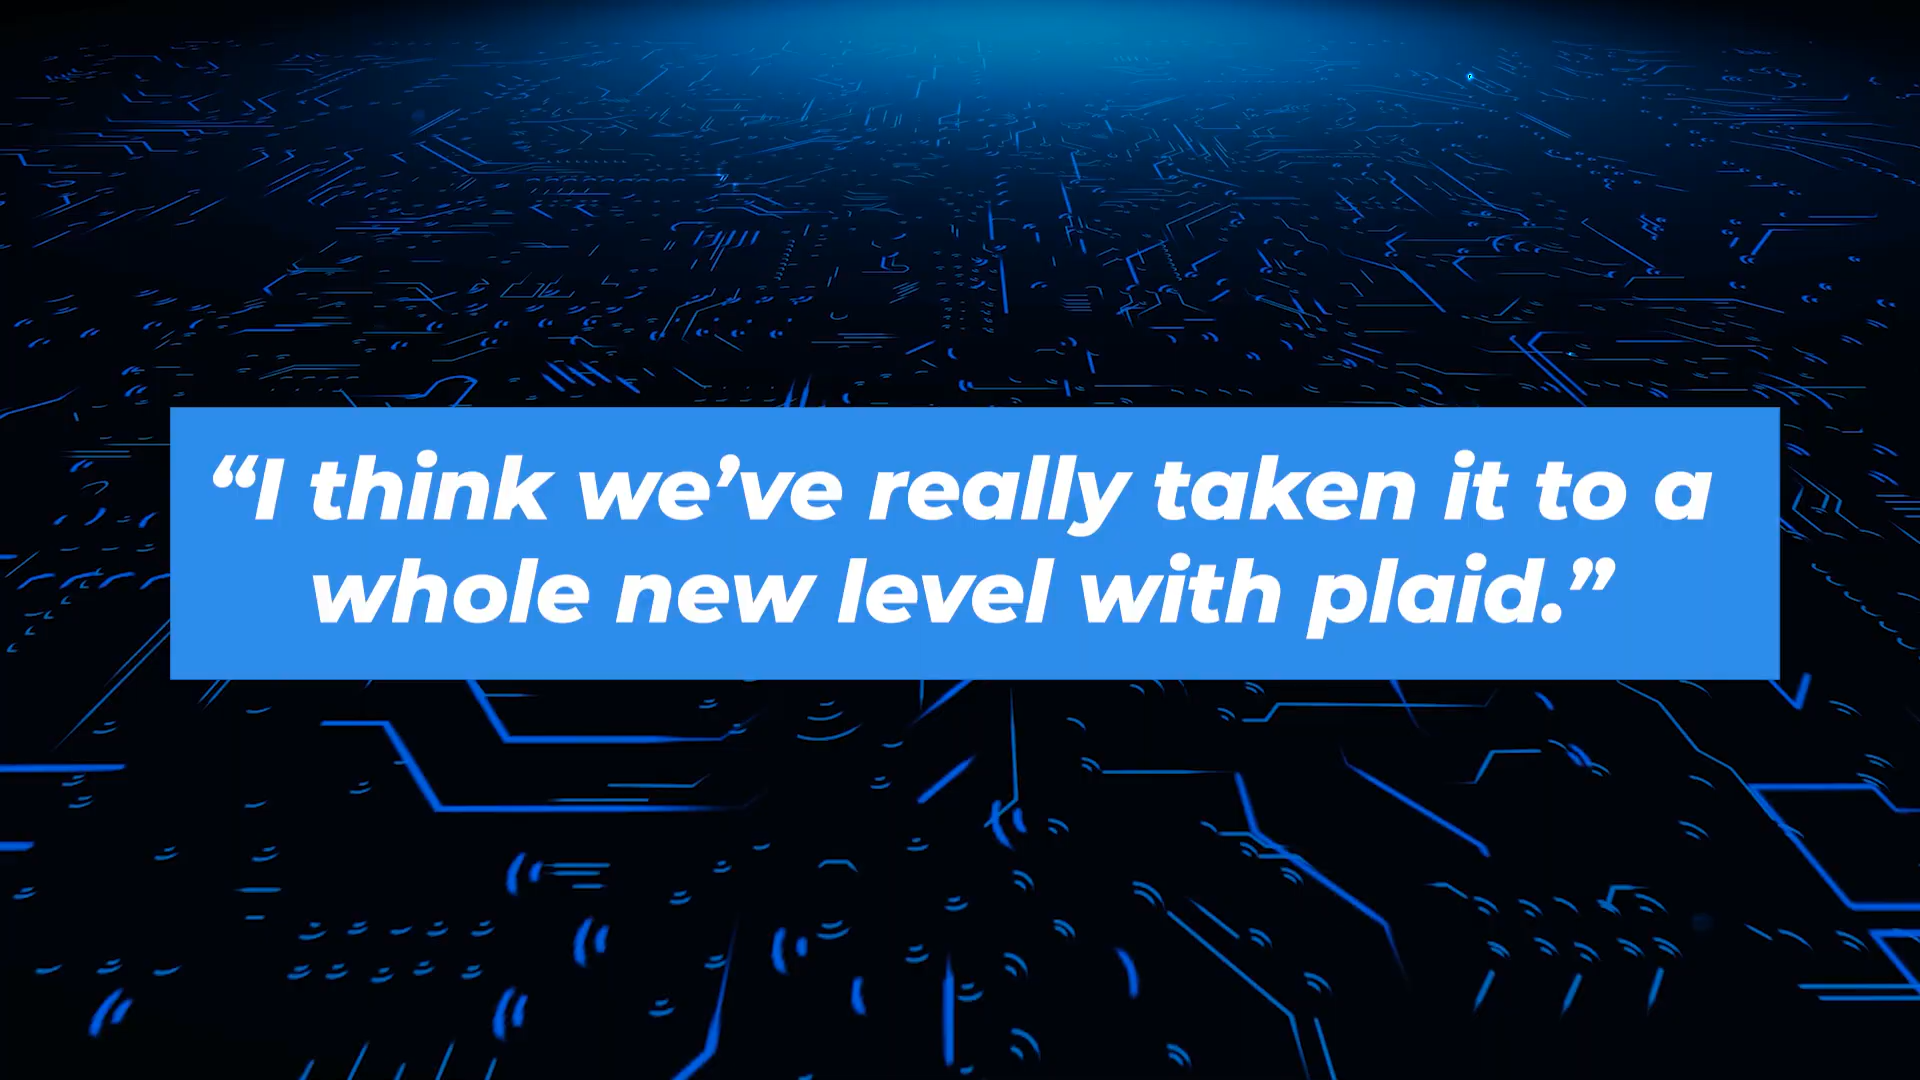 “I think we’ve really taken it to a
whole new level with plaid.”